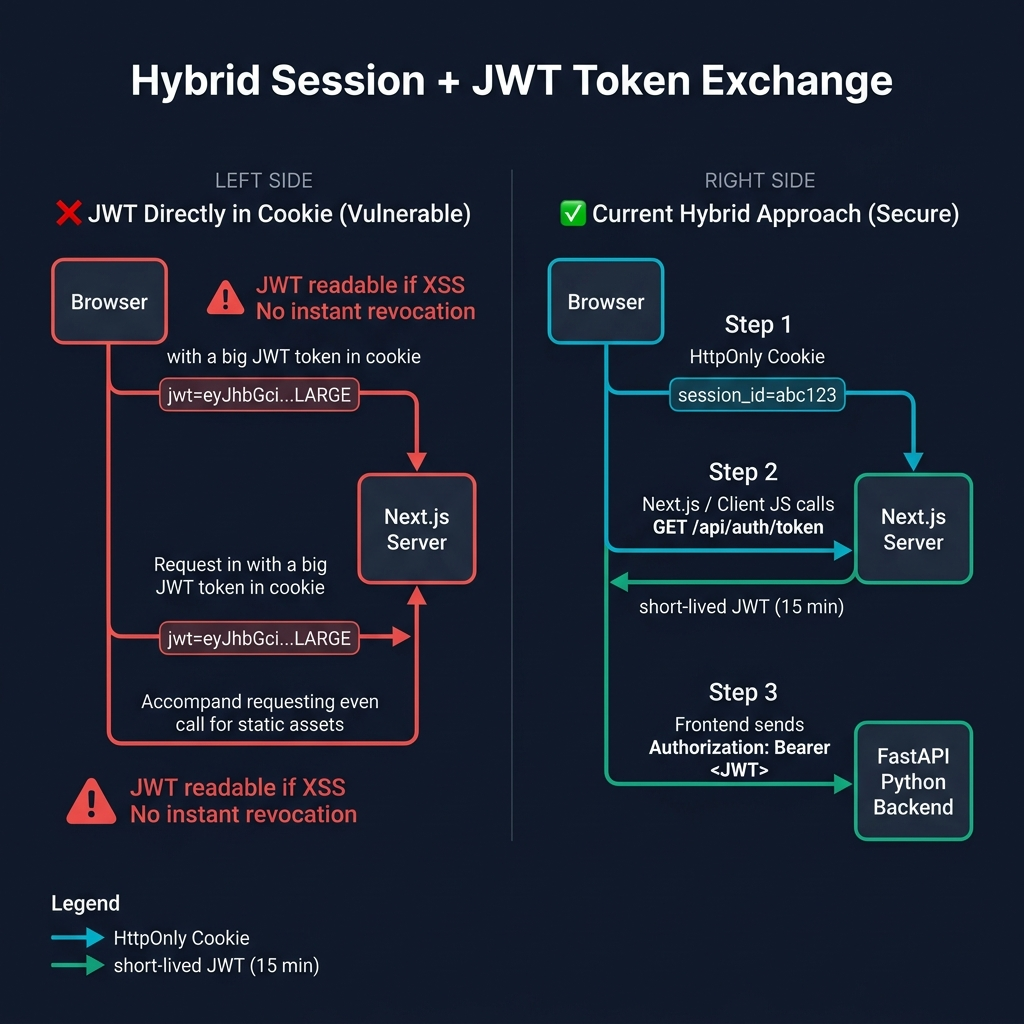 Hybrid Session + JWT Token Exchange
LEFT SIDE
❌ JWT Directly in Cookie (Vulnerable)
Browser
JWT readable if XSS
No instant revocation
with a big JWT token in cookie
jwt=eyJhbGci...LARGE
Next.js
Server
Request in with a big
JWT token in cookie
jwt=eyJhbGci...LARGE
Accompand requesting even
call for static assets
JWT readable if XSS
No instant revocation
RIGHT SIDE
✅ Current Hybrid Approach (Secure)
Browser
Step 1
HttpOnly Cookie
session_id=abc123
Step 2
Next.js / Client JS calls
GET /api/auth/token
Next.js
Server
short-lived JWT (15 min)
Step 3
Frontend sends
Authorization: Bearer
<JWT>
FastAPI
Python
Backend
Legend
HttpOnly Cookie
short-lived JWT (15 min)